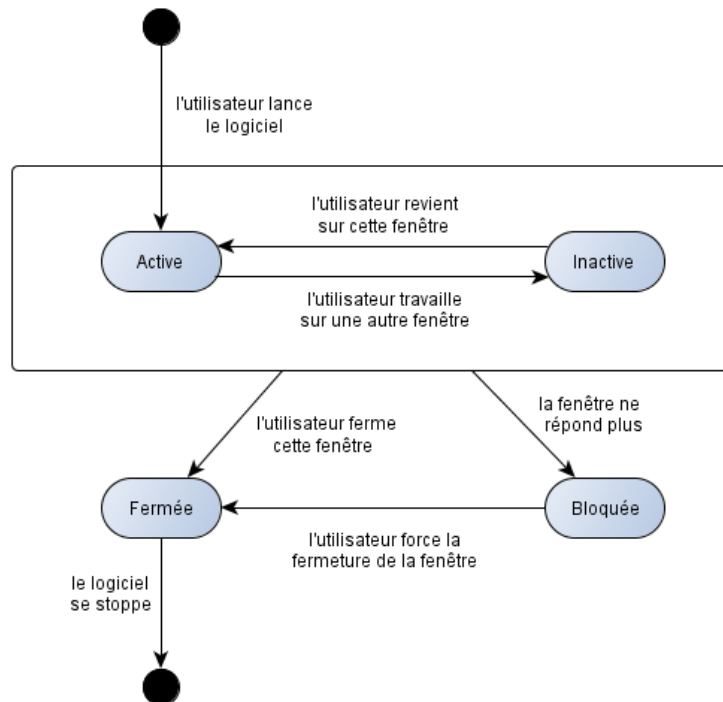 l'utilisateur lance
le logiciel
l'utilisateur revient
sur cette fenêtre
Active
Inactive
l'utilisateur travaille
sur une autre fenêtre
l'utilisateur ferme
cette fenêtre
la fenêtre ne
répond plus
Fermée
Bloquée
l'utilisateur force la
fermeture de la fenêtre
le logiciel
se stoppe